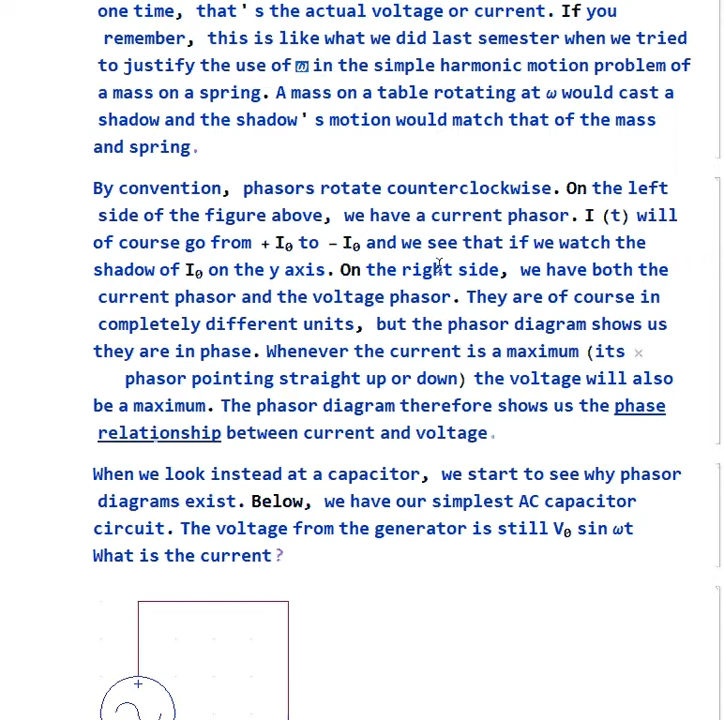 one time, that's the actual voltage or current. If you
remember, this is like what we did last semester when we tried
to justify the use of in the simple harmonic motion problem of
a mass on a spring. A mass on a table rotating at ω would cast a
shadow and the shadow's motion would match that of the mass
and spring.
By convention, phasors rotate counterclockwise. On the left
side of the figure above, we have a current phasor. I (t) will
of course go from + I₀ to - I₀ and we see that if we watch the
shadow of I₀ on the y axis. On the right side, we have both the
current phasor and the voltage phasor. They are of course in
completely different units, but the phasor diagram shows us
they are in phase. Whenever the current is a maximum (its ×
phasor pointing straight up or down) the voltage will also
be a maximum. The phasor diagram therefore shows us the phase
relationship between current and voltage.
When we look instead at a capacitor, we start to see why phasor
diagrams exist. Below, we have our simplest AC capacitor
circuit. The voltage from the generator is still V₀ sin ωt
What is the current?
+